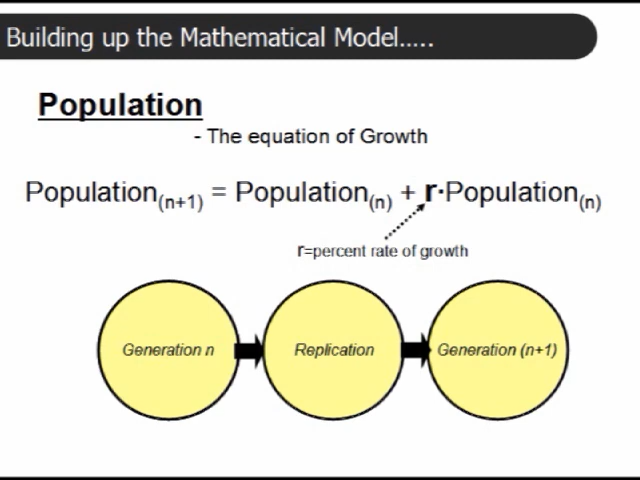 Building up the Mathematical Model.....
Population
- The equation of Growth
Population(n+1) = Population(n) + r·Population(n)
r=percent rate of growth
Generation n
Replication
Generation (n+1)